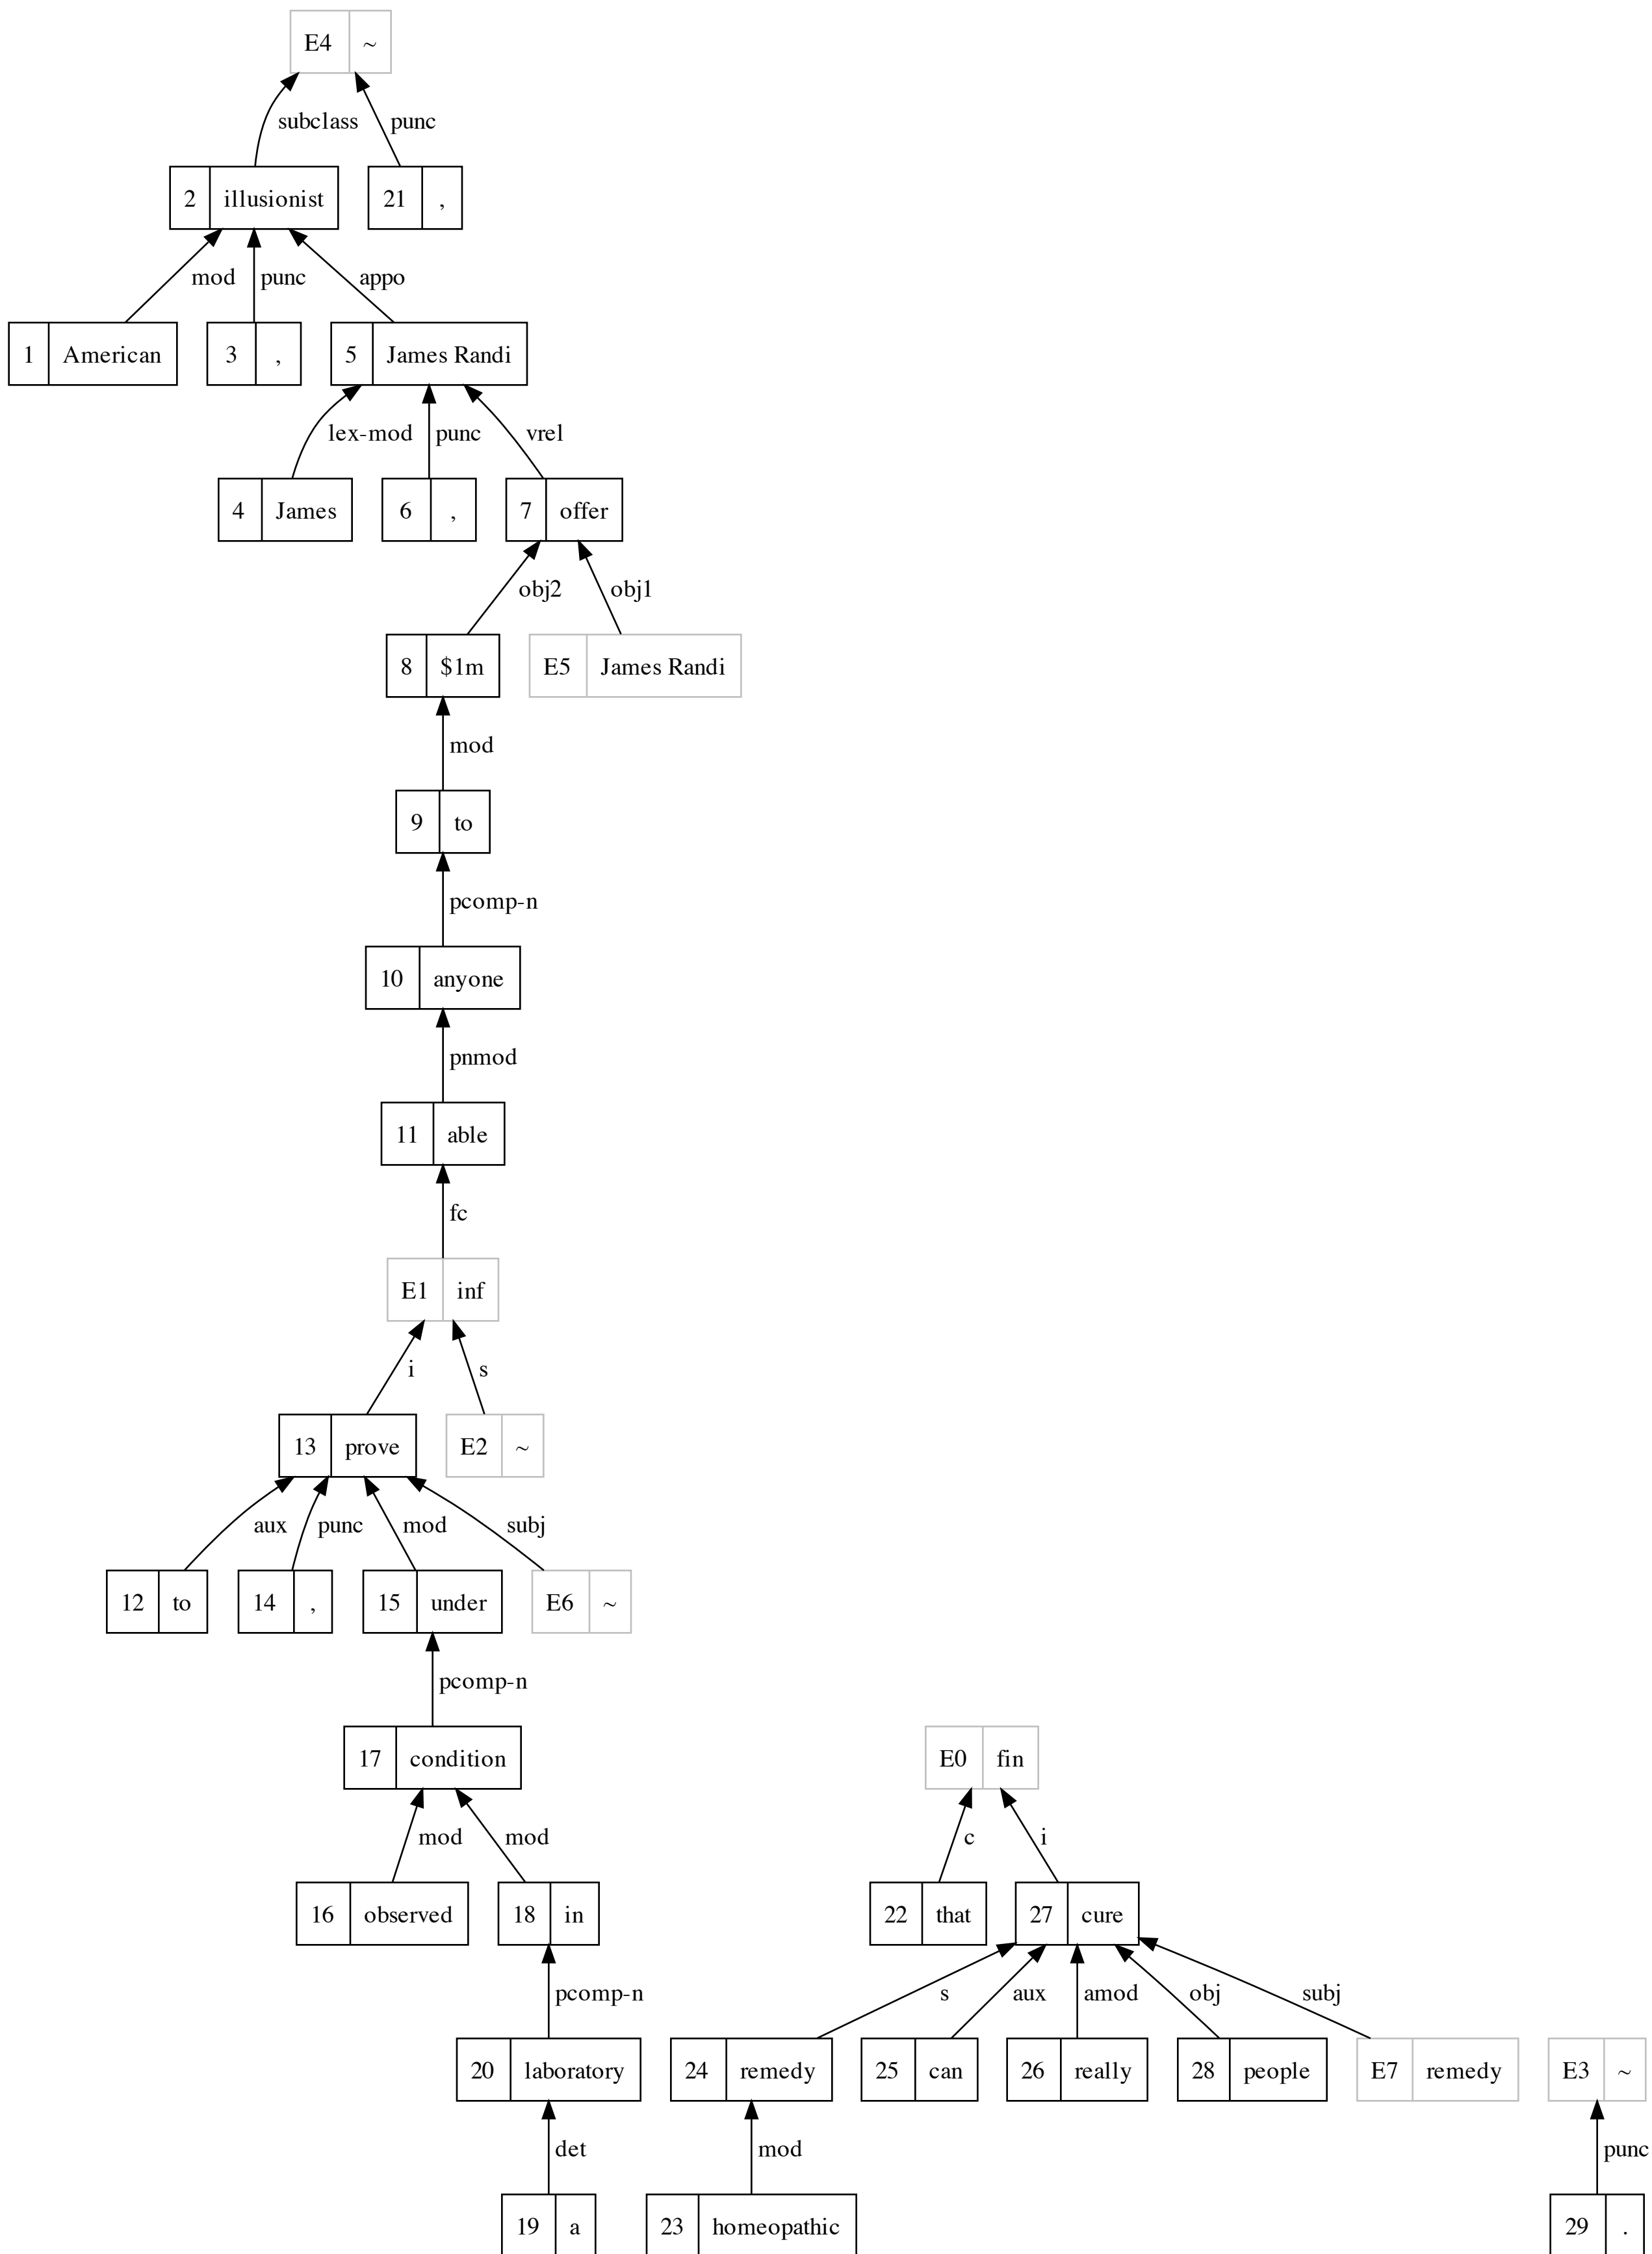 E4 ~
subclass punc
2 illusionist 21 ,
mod punc appo
1 American 3 , 5 James Randi
lex-mod punc vrel
4 James 6 , 7 offer
obj2 obj1
8 $1m E5 James Randi
mod
9 to
pcomp-n
10 anyone
pnmod
11 able
fc
E1 inf
i s
13 prove E2 ~
aux punc mod subj
12 to 14 , 15 under E6 ~
pcomp-n
17 condition E0 fin
mod mod c i
16 observed 18 in 22 that 27 cure
pcomp-n s aux amod obj subj
20 laboratory 24 remedy 25 can 26 really 28 people E7 remedy E3 ~
det mod punc
19 a 23 homeopathic 29 .